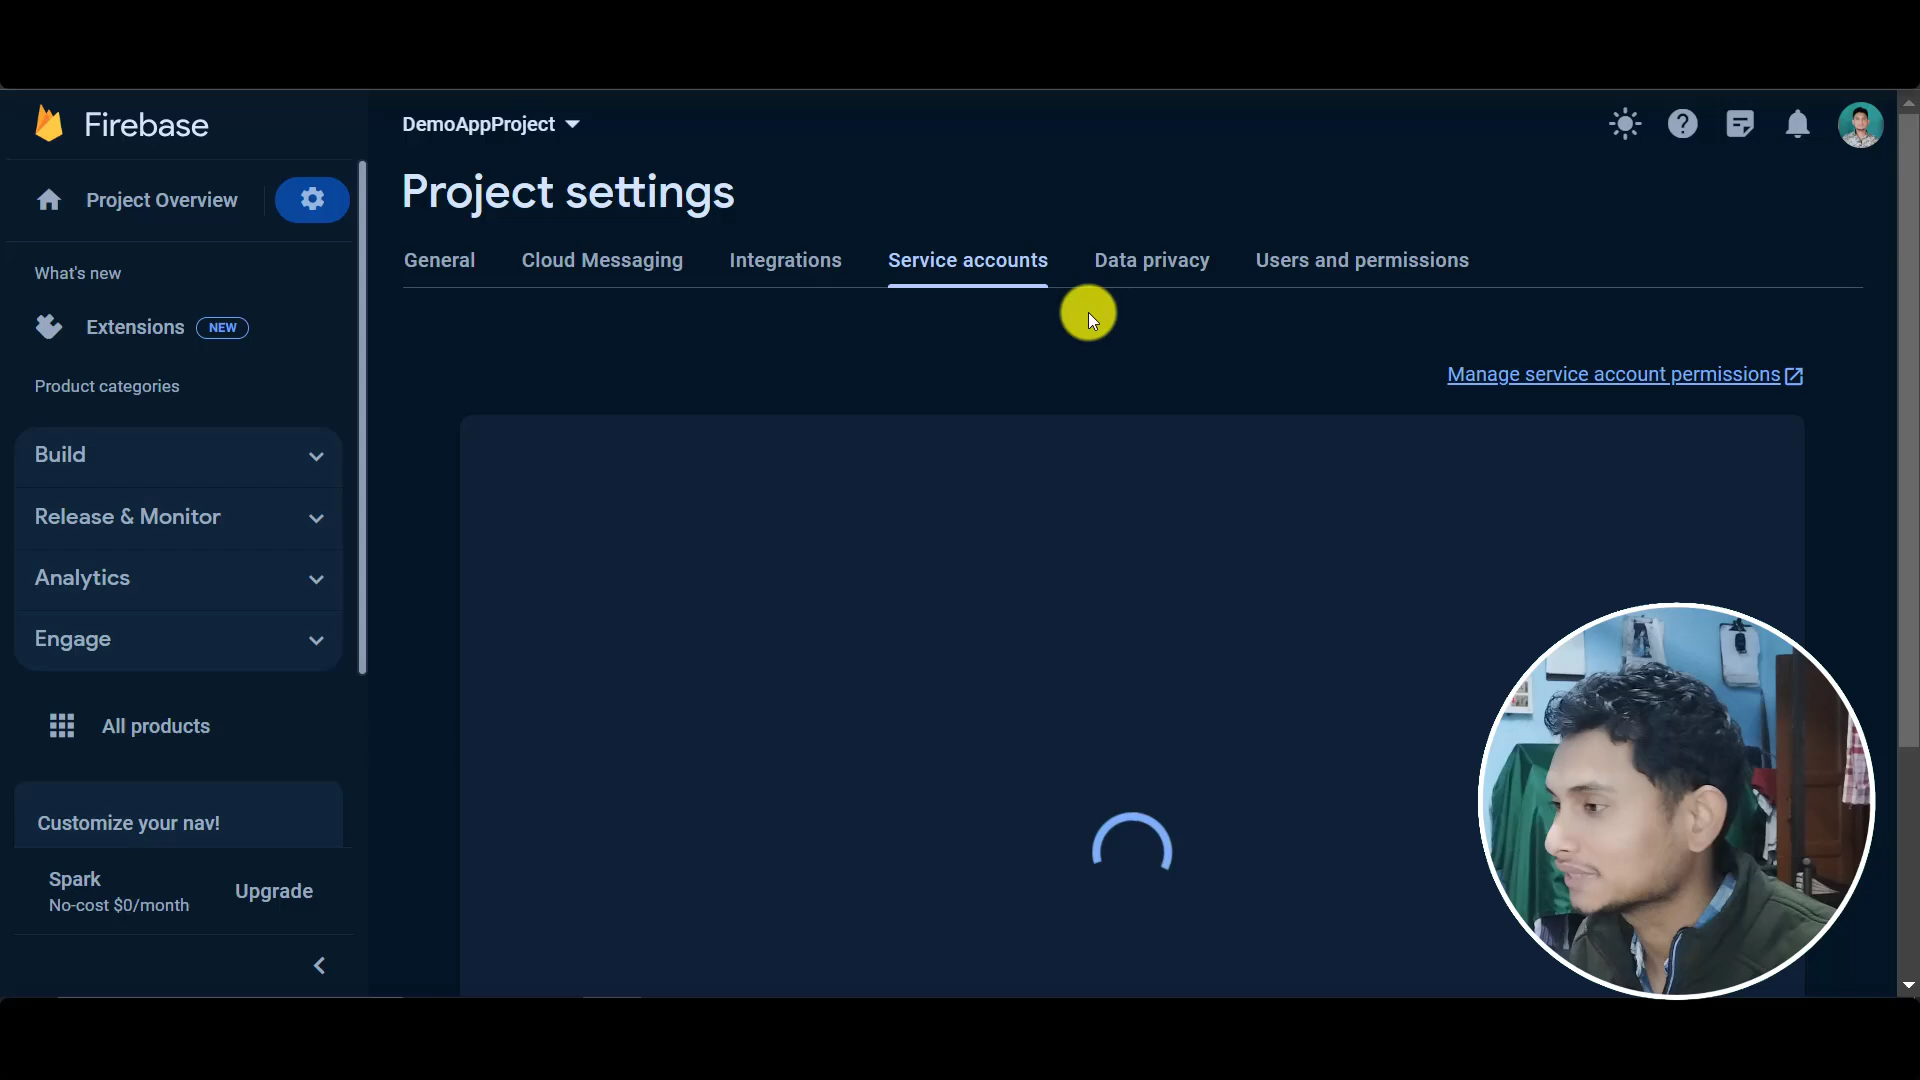 Firebase
DemoAppProject
Project Overview
Project settings
General Cloud Messaging Integrations Service accounts Data privacy Users and permissions
What's new
Extensions NEW
Manage service account permissions
Product categories
Build
Release & Monitor
Analytics
Engage
All products
Customize your nav!
Spark
No-cost $0/month
Upgrade